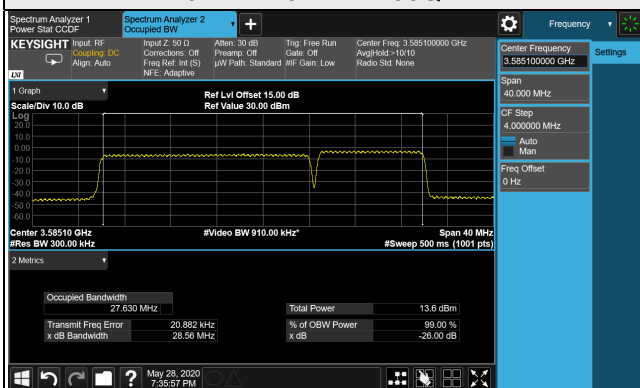 Spectrum Analyzer 1
Power Stat CCDF
Spectrum Analyzer 2
Occupied BW
Frequency
KEYSIGHT
LXI
Input: RF
Coupling: DC
Align: Auto
Input Z: 50 Ω
Corrections: Off
Freq Ref: Int (S)
NFE: Adaptive
Atten: 30 dB
Preamp: Off
µW Path: Standard
Trig: Free Run
Gate: Off
#IF Gain: Low
Center Freq: 3.585100000 GHz
Avg|Hold:>10/10
Radio Std: None
Center Frequency
3.585100000 GHz
Settings
Span
40.000 MHz
CF Step
4.000000 MHz
Auto
Man
Freq Offset
0 Hz
1 Graph
Scale/Div 10.0 dB
Ref Lvl Offset 15.00 dB
Ref Value 30.00 dBm
Log
20.0
10.0
0.00
-10.0
-20.0
-30.0
-40.0
-50.0
-60.0
Center 3.58510 GHz
#Video BW 910.00 kHz*
Span 40 MHz
#Res BW 300.00 kHz
#Sweep 500 ms (1001 pts)
2 Metrics
Occupied Bandwidth
27.630 MHz
Total Power 13.6 dBm
Transmit Freq Error 20.882 kHz
% of OBW Power 99.00 %
x dB Bandwidth 28.56 MHz
x dB -26.00 dB
May 28, 2020
7:35:57 PM